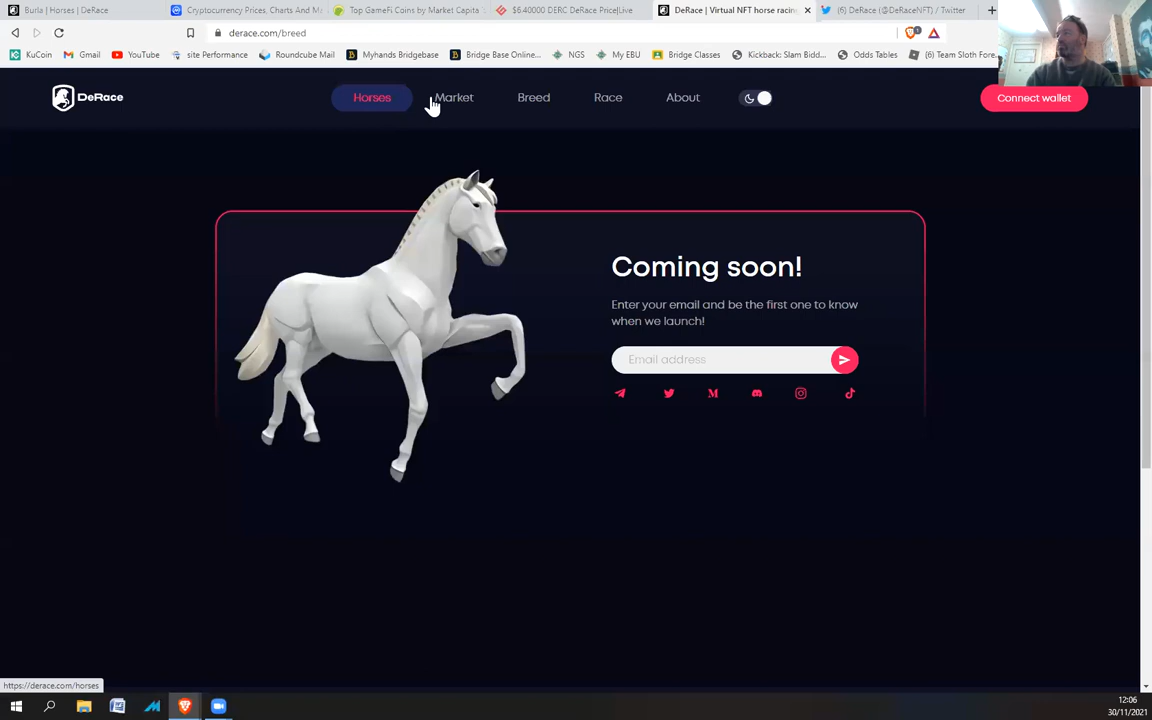 Burla | Horses | DeRace
Cryptocurrency Prices, Charts And Ma
Top GameFi Coins by Market Capita
$6.40000 DERC DeRace Price|Live
DeRace | Virtual NFT horse racing
(6) DeRace (@DeRaceNFT) / Twitter
derace.com/breed
1
KuCoin
Gmail
YouTube
site Performance
Roundcube Mail
Myhands Bridgebase
Bridge Base Online...
NGS
My EBU
Bridge Classes
Kickback: Slam Bidd...
Odds Tables
(6) Team Sloth Fore...
DeRace
Horses
Market
Breed
Race
About
Connect wallet
Coming soon!
Enter your email and be the first one to know
when we launch!
Email address
https://derace.com/horses
12:06
30/11/2021